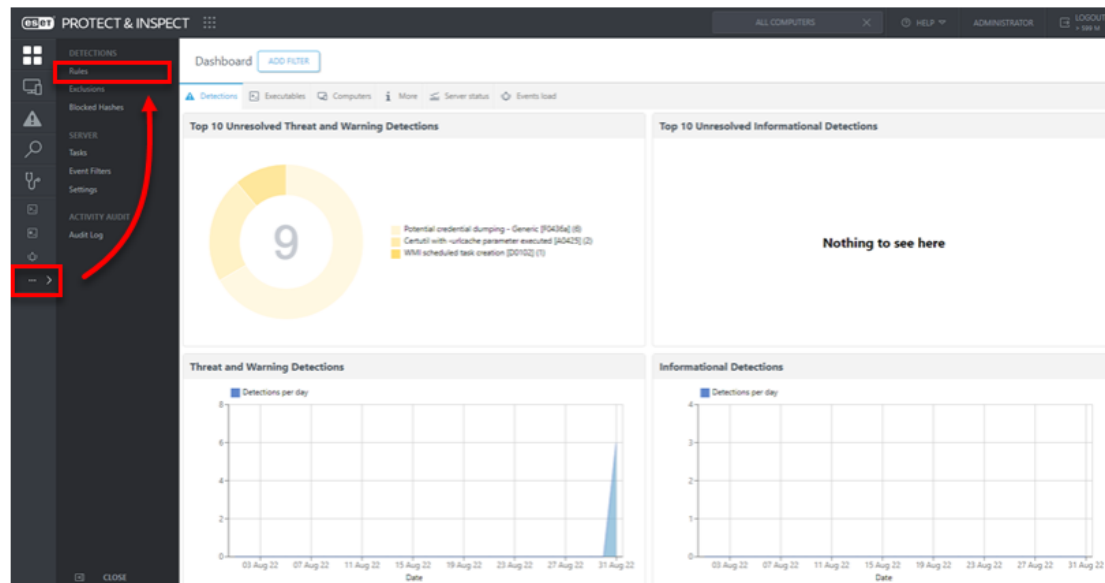 eset PROTECT & INSPECT
ALL COMPUTERS
HELP
ADMINISTRATOR
LOGOUT
DETECTIONS
Rules
Exclusions
Blocked Hashes
SERVER
Tasks
Event Filters
Settings
ACTIVITY AUDIT
Audit Log
CLOSE
Dashboard ADD FILTER
Detections Executables Computers More Server status Events load
Top 10 Unresolved Threat and Warning Detections
9
Potential credential dumping - Generic [F0436a] (6)
Certutil with -urlcache parameter executed [A0425] (2)
WMI scheduled task creation [D0102] (1)
Top 10 Unresolved Informational Detections
Nothing to see here
Threat and Warning Detections
Detections per day
8
6
4
2
0
03 Aug 22 07 Aug 22 11 Aug 22 15 Aug 22 19 Aug 22 23 Aug 22 27 Aug 22 31 Aug 22
Date
Informational Detections
Detections per day
4
3
2
1
0
03 Aug 22 07 Aug 22 11 Aug 22 15 Aug 22 19 Aug 22 23 Aug 22 27 Aug 22 31 Aug 22
Date